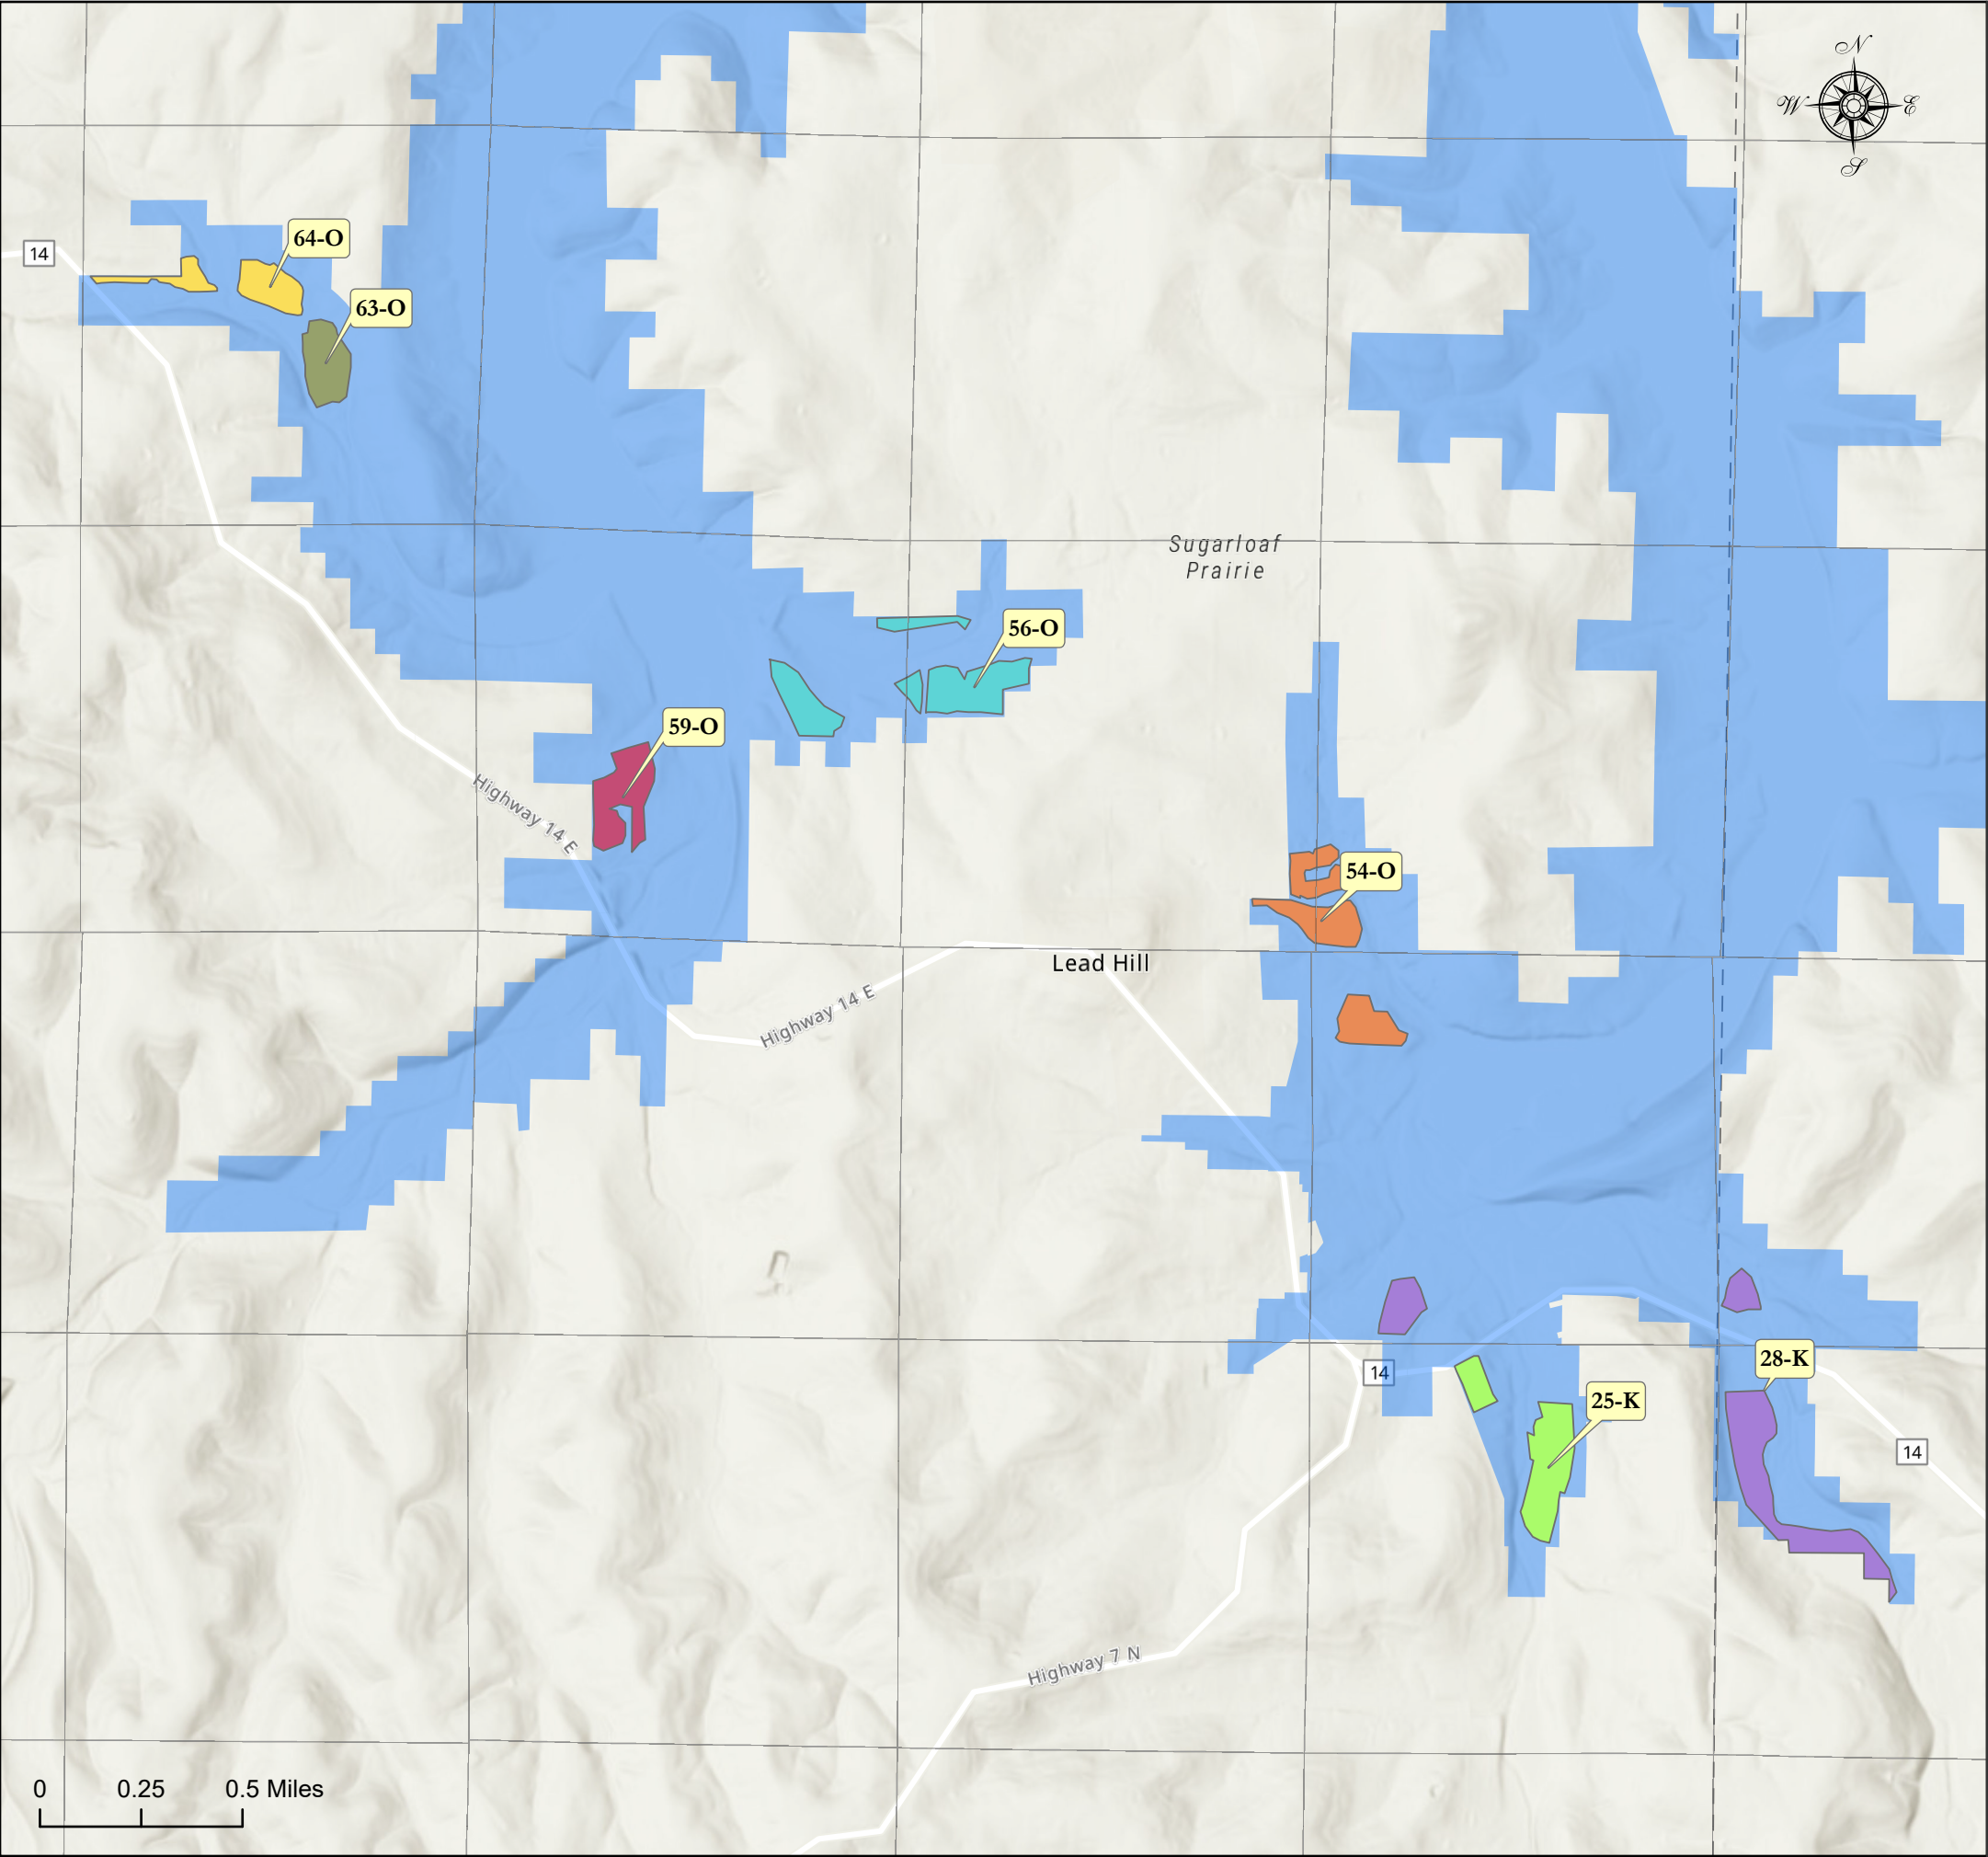 N
W E
S
64-O
14
63-O
Sugarloaf
Prairie
56-O
59-O
Highway 14 E
54-O
Lead Hill
Highway 14 E
28-K
14
25-K
14
Highway 7 N
0 0.25 0.5 Miles